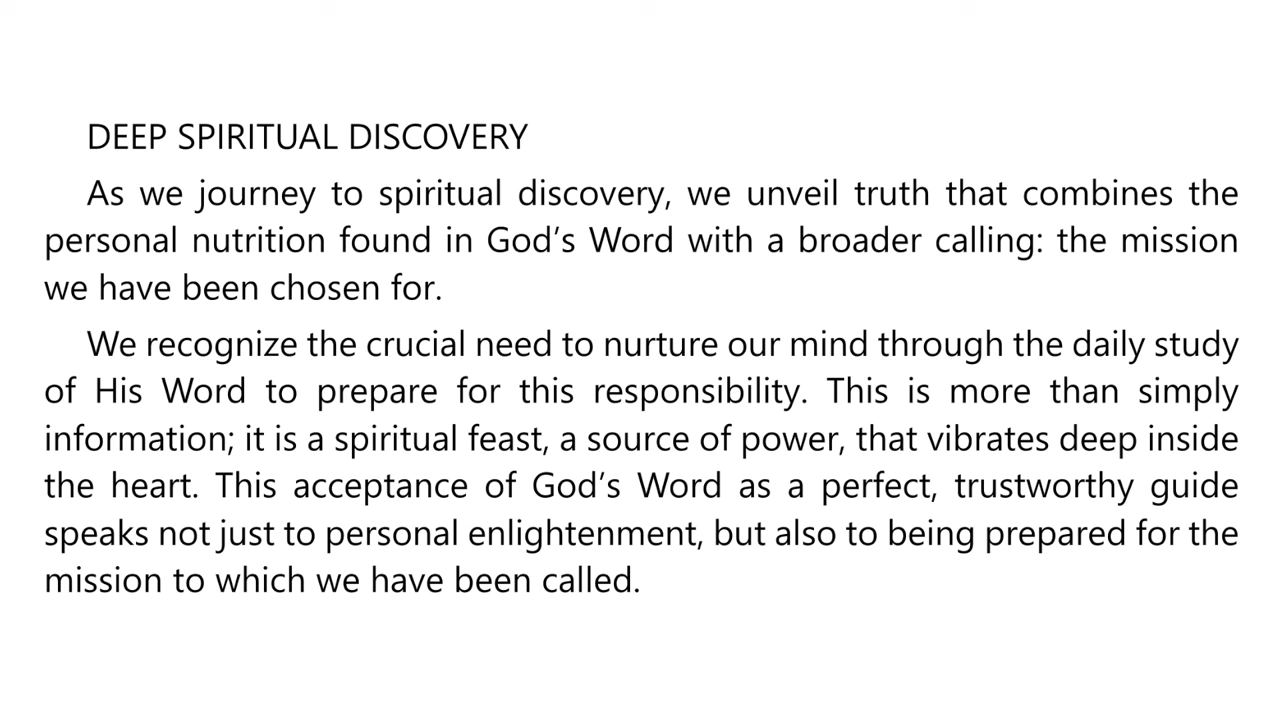 DEEP SPIRITUAL DISCOVERY
As we journey to spiritual discovery, we unveil truth that combines the
personal nutrition found in God’s Word with a broader calling: the mission
we have been chosen for.
We recognize the crucial need to nurture our mind through the daily study
of His Word to prepare for this responsibility. This is more than simply
information; it is a spiritual feast, a source of power, that vibrates deep inside
the heart. This acceptance of God’s Word as a perfect, trustworthy guide
speaks not just to personal enlightenment, but also to being prepared for the
mission to which we have been called.